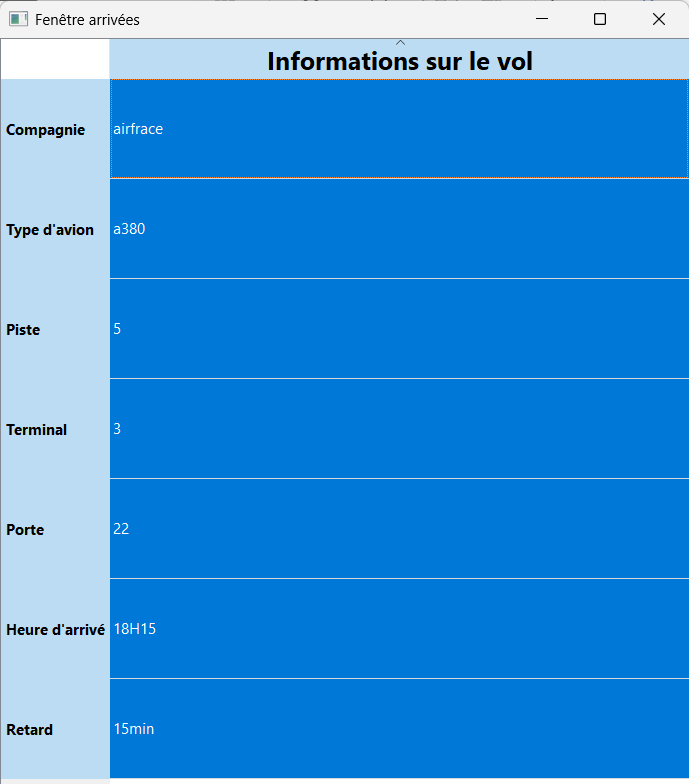 Fenêtre arrivées
Informations sur le vol
Compagnie airfrace
Type d'avion a380
Piste 5
Terminal 3
Porte 22
Heure d'arrivé 18H15
Retard 15min